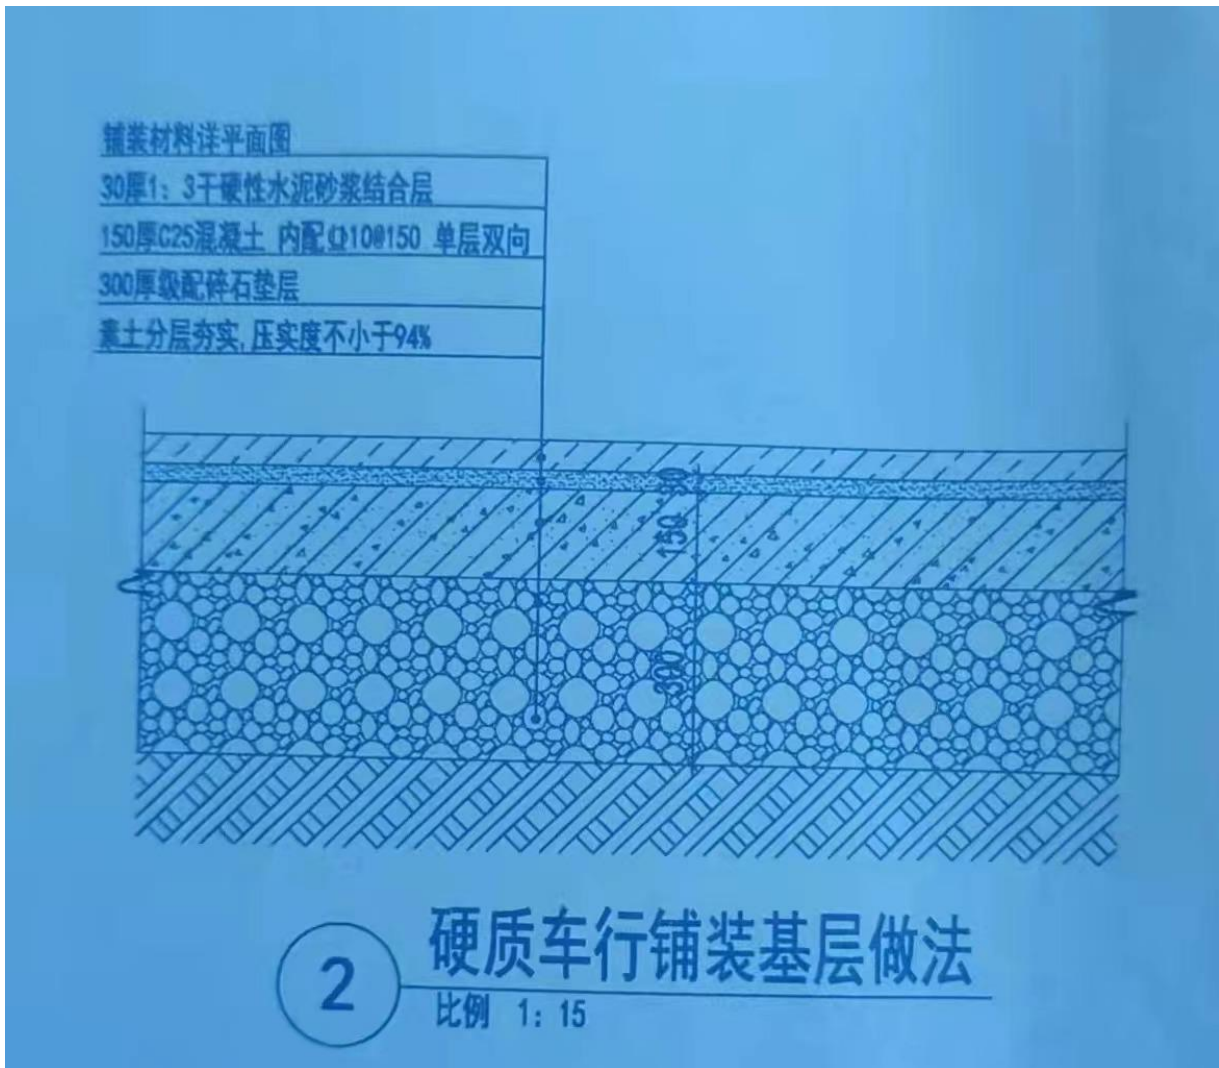 铺装材料洋平面图
30厚1：3干硬性水泥砂浆结合层
150厚C25混凝土 内配⌀10@150 单层双向
300厚级配碎石垫层
素土分层夯实,压实度不小于94%
30
150
300
2
硬质车行铺装基层做法
比例 1：15